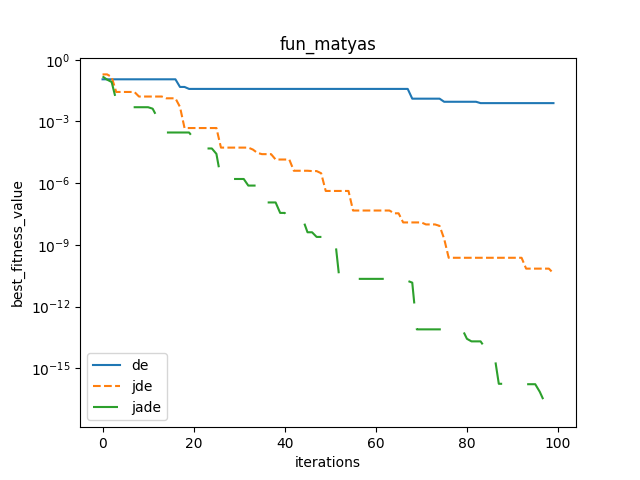 fun_matyas
best_fitness_value
10^0
10^-3
10^-6
10^-9
10^-12
10^-15
de
jde
jade
0 20 40 60 80 100
iterations